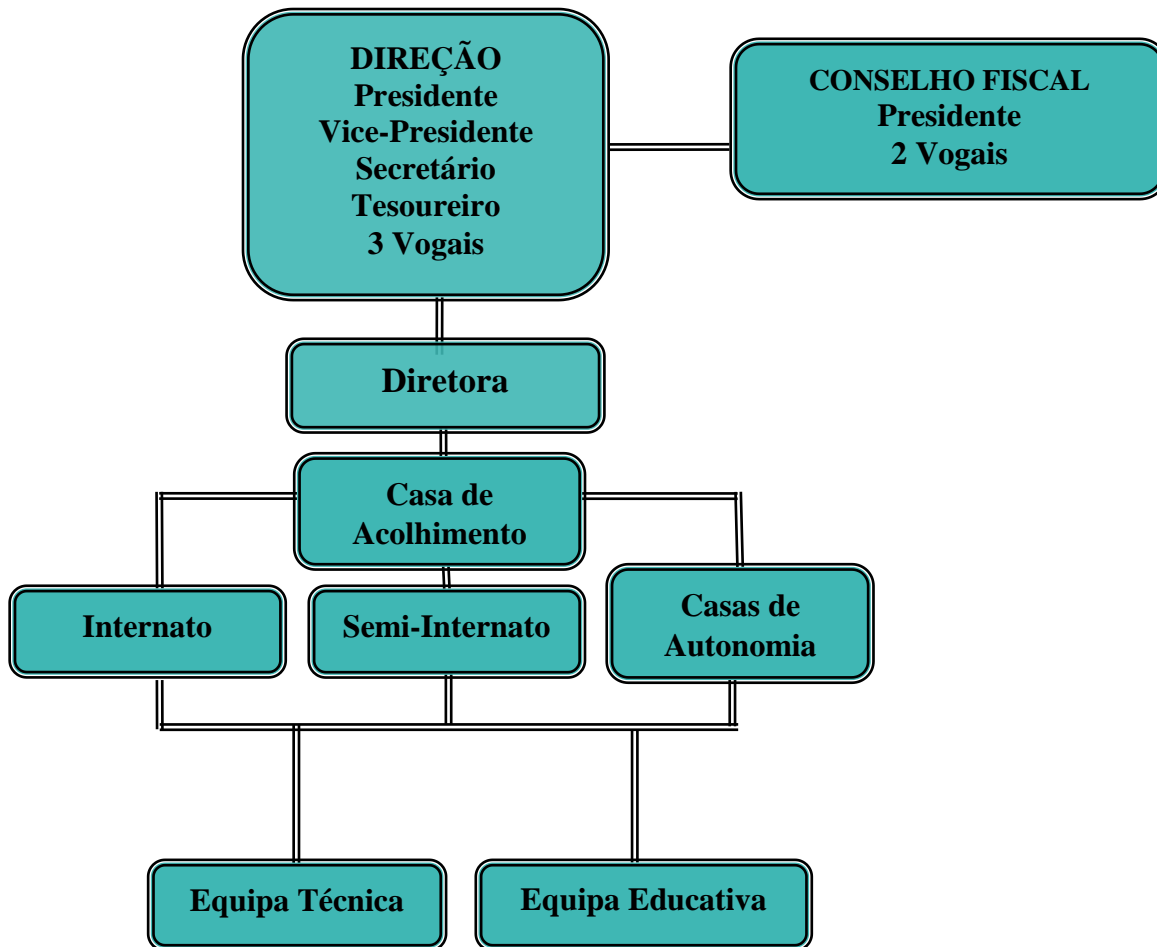 DIREÇÃO
Presidente
Vice-Presidente
Secretário
Tesoureiro
3 Vogais
CONSELHO FISCAL
Presidente
2 Vogais
Diretora
Casa de
Acolhimento
Internato
Semi-Internato
Casas de
Autonomia
Equipa Técnica
Equipa Educativa